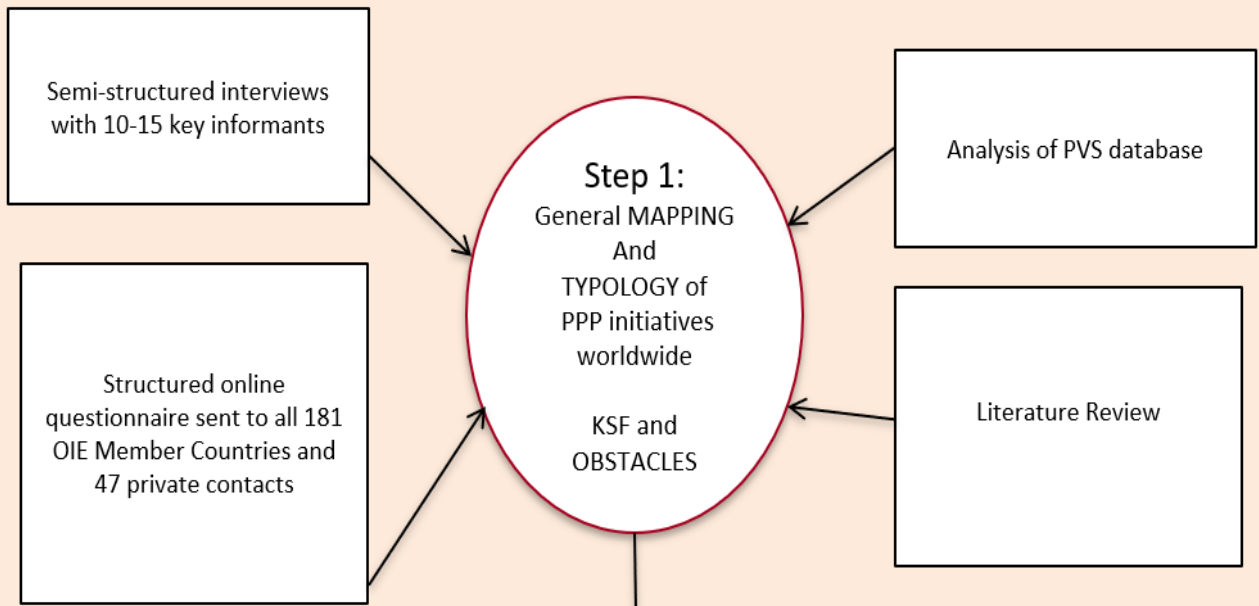 Semi-structured interviews
with 10-15 key informants
Structured online
questionnaire sent to all 181
OIE Member Countries and
47 private contacts
Step 1:
General MAPPING
And
TYPOLOGY of
PPP initiatives
worldwide
KSF and
OBSTACLES
Analysis of PVS database
Literature Review